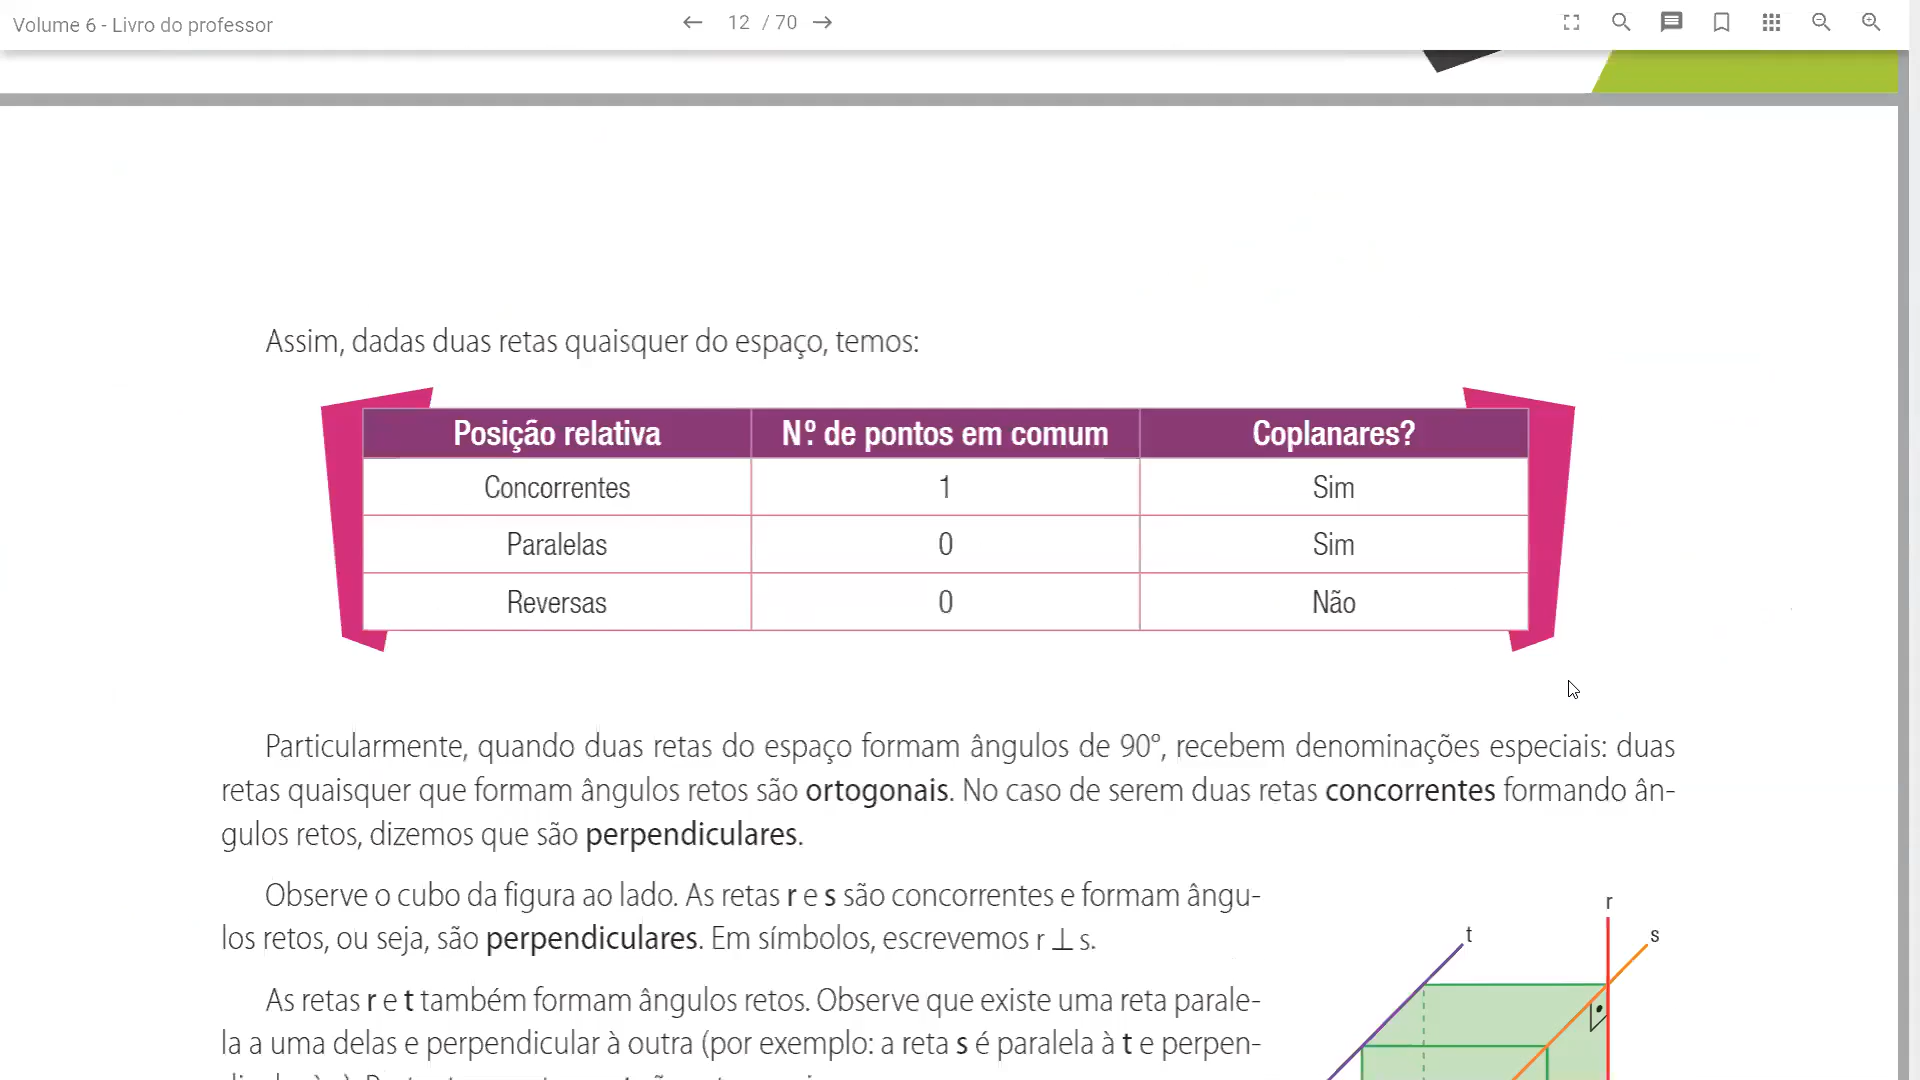 Volume 6 - Livro do professor
12 / 70
Assim, dadas duas retas quaisquer do espaço, temos:
Posição relativa N.º de pontos em comum Coplanares?
Concorrentes 1 Sim
Paralelas 0 Sim
Reversas 0 Não
Particularmente, quando duas retas do espaço formam ângulos de 90°, recebem denominações especiais: duas
retas quaisquer que formam ângulos retos são ortogonais. No caso de serem duas retas concorrentes formando ân-
gulos retos, dizemos que são perpendiculares.
Observe o cubo da figura ao lado. As retas r e s são concorrentes e formam ângu-
los retos, ou seja, são perpendiculares. Em símbolos, escrevemos r ⊥ s.
As retas r e t também formam ângulos retos. Observe que existe uma reta parale-
la a uma delas e perpendicular à outra (por exemplo: a reta s é paralela à t e perpen-
r
t
s